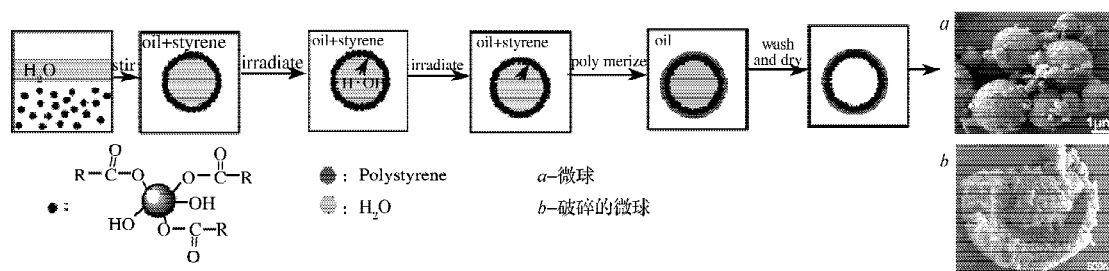 H₂O
stir
oil+styrene
irradiate
oil+styrene
H·OH
irradiate
oil+styrene
poly merize
oil
wash
and dry
a
1μm
b
: 
R–C–O
O
O–C–R
O
HO
OH
O–C–R
O
: Polystyrene
: H₂O
a–微球
b–破碎的微球